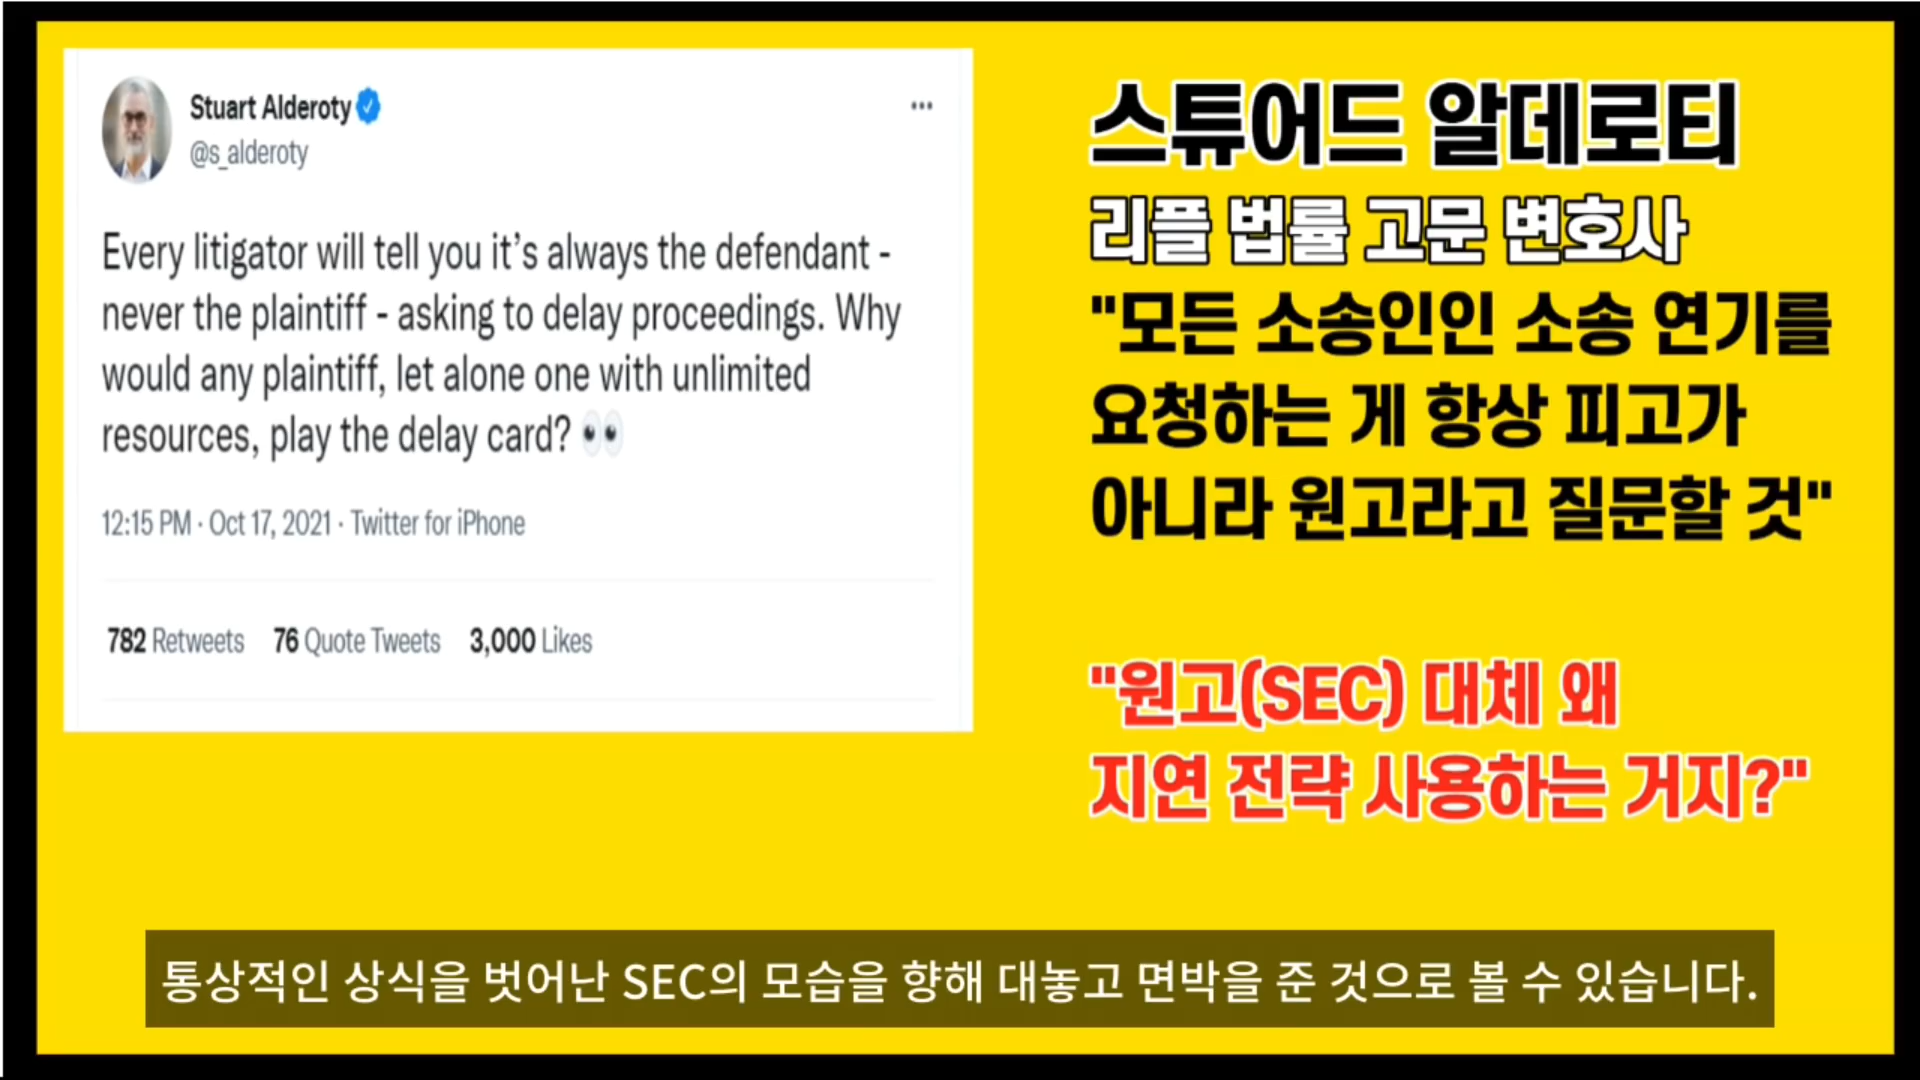 Stuart Alderoty
@s_alderoty
Every litigator will tell you it’s always the defendant -
never the plaintiff - asking to delay proceedings. Why
would any plaintiff, let alone one with unlimited
resources, play the delay card? 👀
12:15 PM · Oct 17, 2021 · Twitter for iPhone
782 Retweets 76 Quote Tweets 3,000 Likes
스튜어드 알데로티
리플 법률 고문 변호사
"모든 소송인인 소송 연기를
요청하는 게 항상 피고가
아니라 원고라고 질문할 것"
"원고(SEC) 대체 왜
지연 전략 사용하는 거지?"
통상적인 상식을 벗어난 SEC의 모습을 향해 대놓고 면박을 준 것으로 볼 수 있습니다.